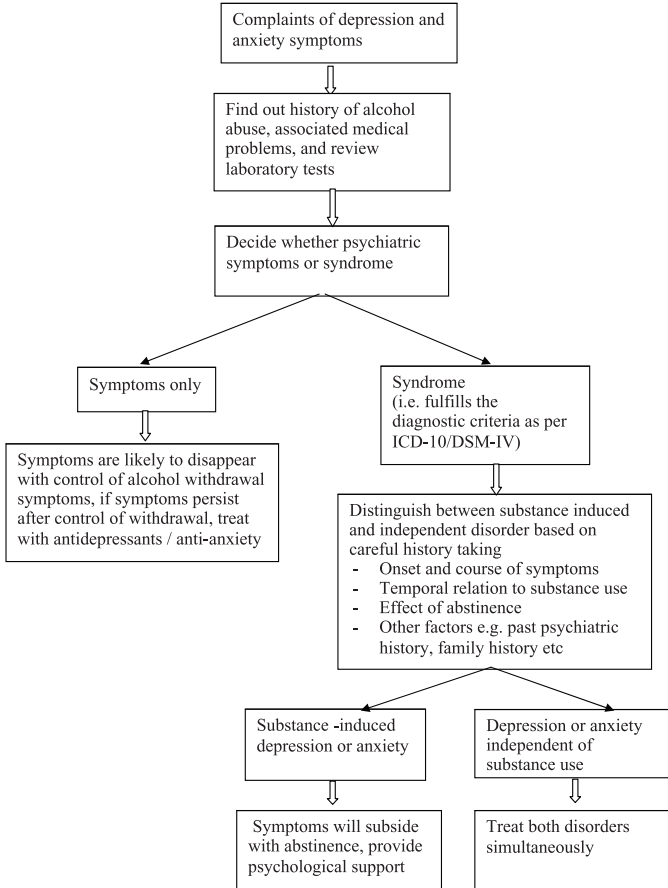 Complaints of depression and
anxiety symptoms
Find out history of alcohol
abuse, associated medical
problems, and review
laboratory tests
Decide whether psychiatric
symptoms or syndrome
Symptoms only
Syndrome
(i.e. fulfills the
diagnostic criteria as per
ICD-10/DSM-IV)
Symptoms are likely to disappear
with control of alcohol withdrawal
symptoms, if symptoms persist
after control of withdrawal, treat
with antidepressants / anti-anxiety
Distinguish between substance induced
and independent disorder based on
careful history taking
- Onset and course of symptoms
- Temporal relation to substance use
- Effect of abstinence
- Other factors e.g. past psychiatric
history, family history etc
Substance -induced
depression or anxiety
Depression or anxiety
independent of
substance use
Symptoms will subside
with abstinence, provide
psychological support
Treat both disorders
simultaneously